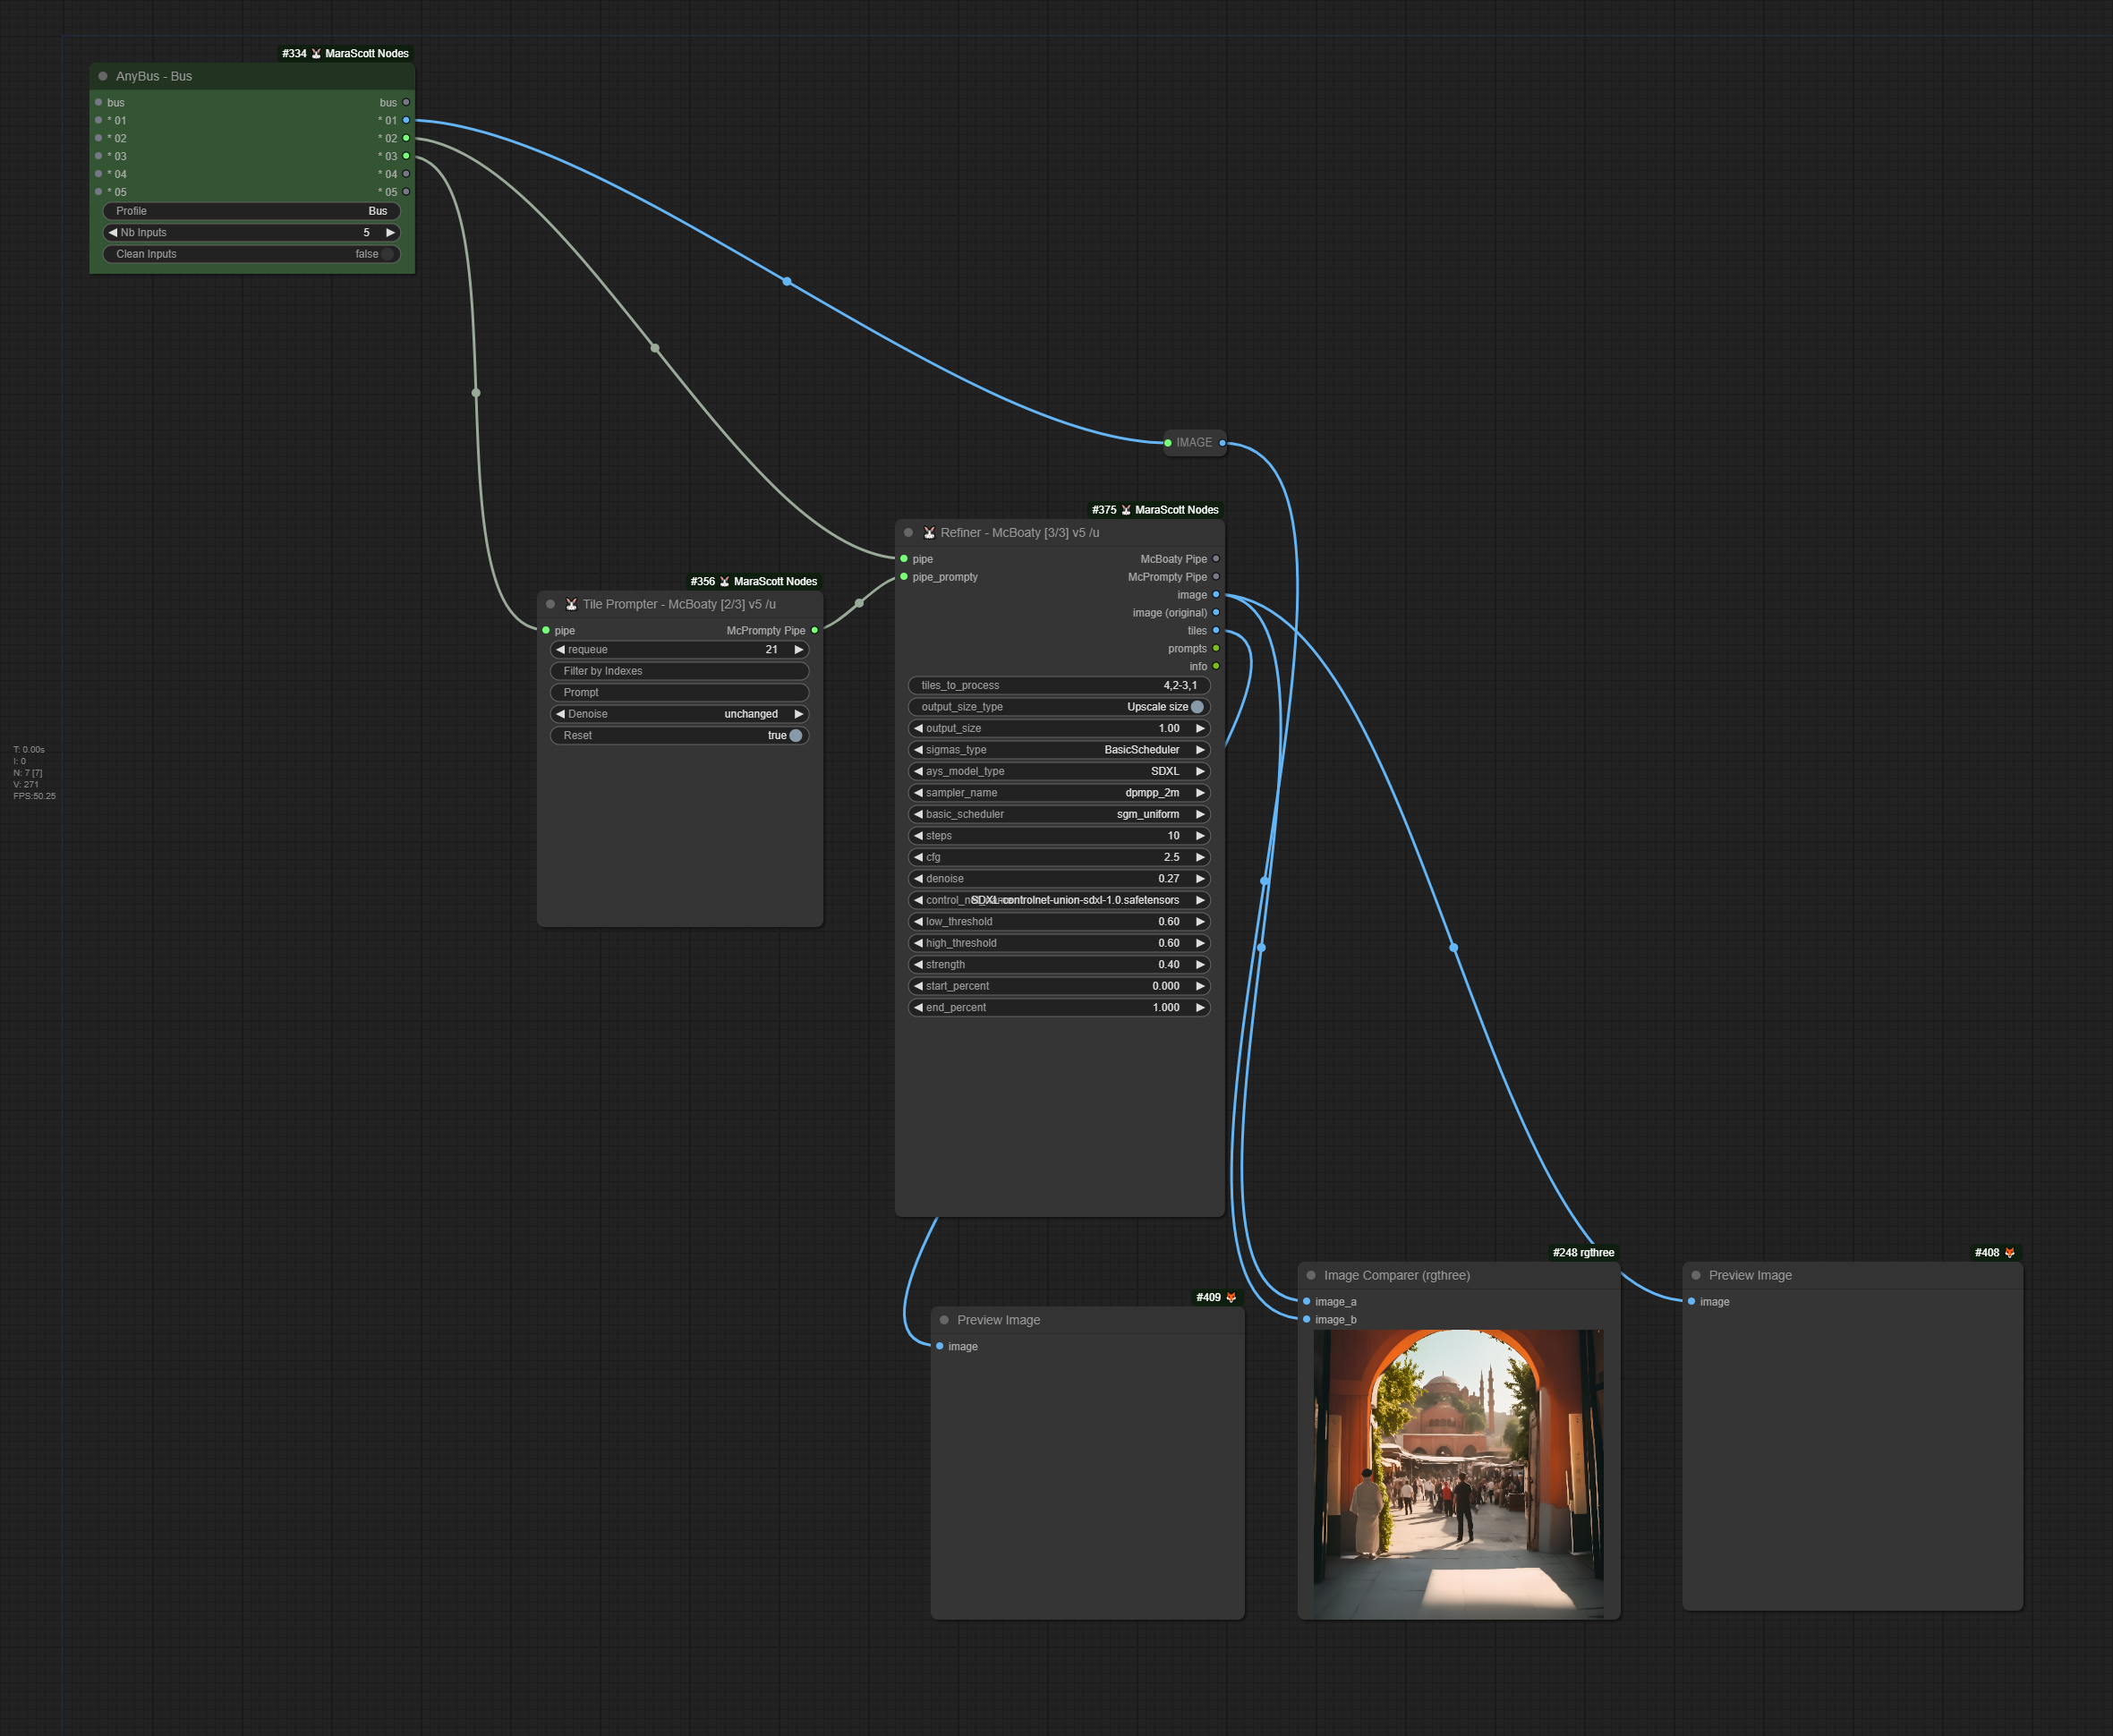 #334 MaraScott Nodes
AnyBus - Bus
bus bus
* 01 * 01
* 02 * 02
* 03 * 03
* 04 * 04
* 05 * 05
Profile Bus
Nb Inputs 5
Clean Inputs false
IMAGE
#375 MaraScott Nodes
Refiner - McBoaty [3/3] v5 /u
pipe McBoaty Pipe
pipe_prompty McPrompty Pipe
image
image (original)
tiles
prompts
info
tiles_to_process 4,2-3,1
output_size_type Upscale size
output_size 1.00
sigmas_type BasicScheduler
ays_model_type SDXL
sampler_name dpmpp_2m
basic_scheduler sgm_uniform
steps 10
cfg 2.5
denoise 0.27
SDXL-controlnet-union-sdxl-1.0.safetensors
low_threshold 0.60
high_threshold 0.60
strength 0.40
start_percent 0.000
end_percent 1.000
#356 MaraScott Nodes
Tile Prompter - McBoaty [2/3] v5 /u
pipe McPrompty Pipe
requeue 21
Filter by Indexes
Prompt
Denoise unchanged
Reset true
T: 0.00s
I: 0
N: 7 [7]
V: 271
FPS:50.25
#409
Preview Image
image
#248 rgthree
Image Comparer (rgthree)
image_a
image_b
#408
Preview Image
image